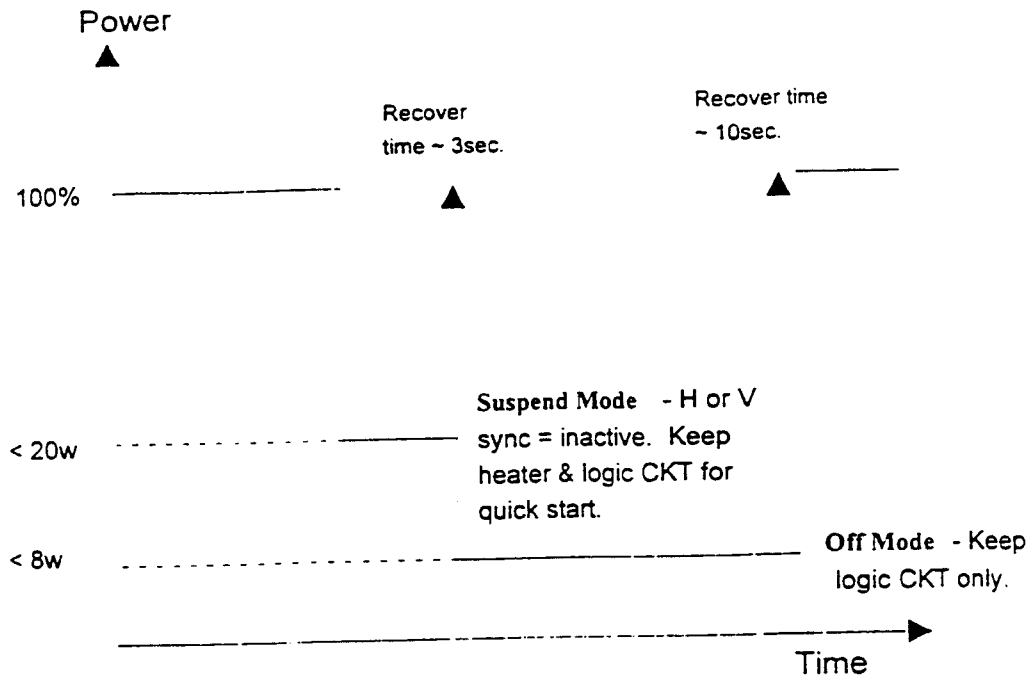 Power
Recover
time ~ 3sec.
Recover time
~ 10sec.
100%
Suspend Mode - H or V
sync = inactive. Keep
heater & logic CKT for
quick start.
< 20w
Off Mode - Keep
logic CKT only.
< 8w
Time